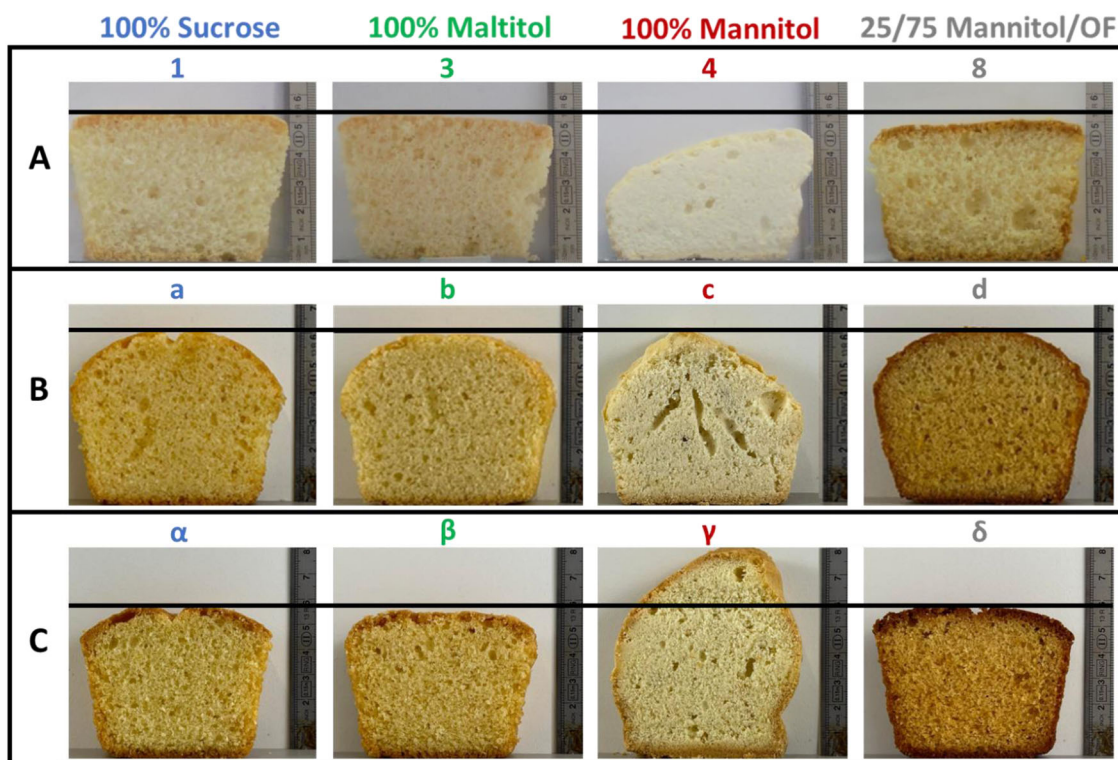 100% Sucrose 100% Maltitol 100% Mannitol 25/75 Mannitol/OF
1 3 4 8
A
a b c d
B
α β γ δ
C